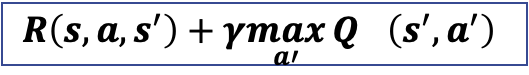 R(s, a, s′) + γmax Q (s′, a′)
a′